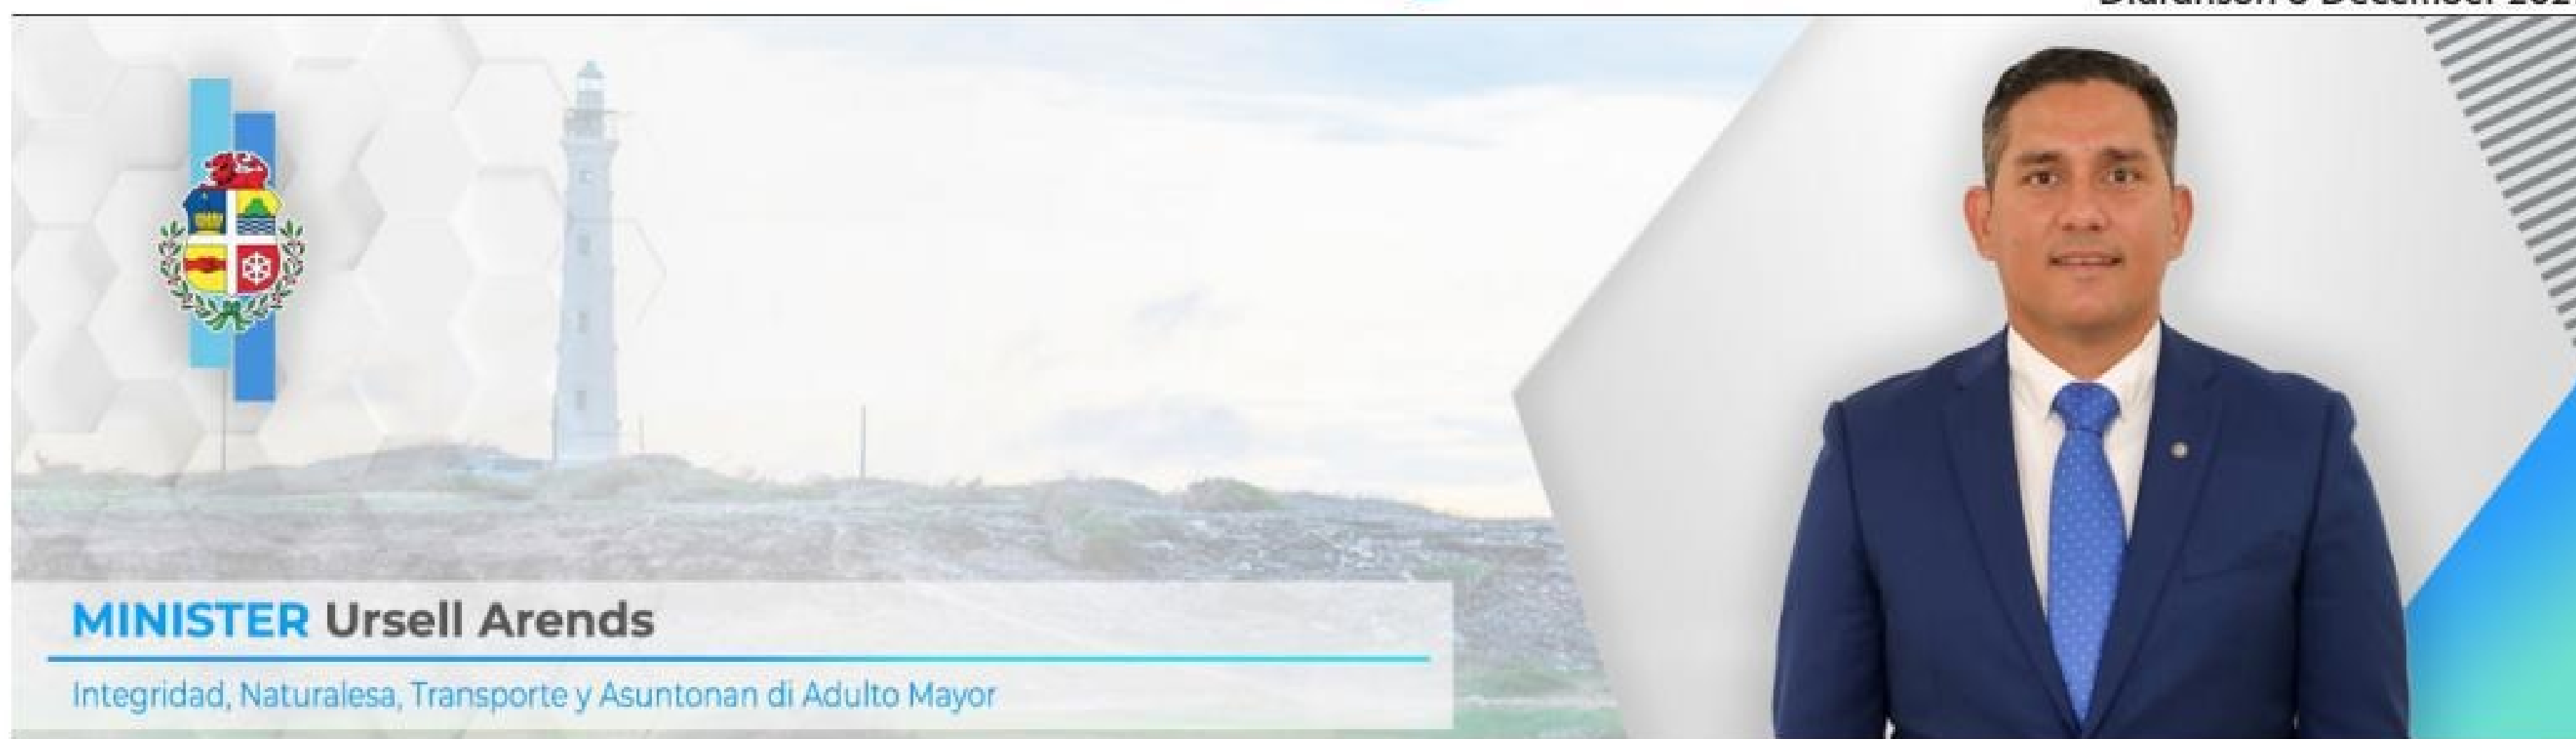 MINISTER Ursell Arends
Integridad, Naturalesa, Transporte y Asuntonan di Adulto Mayor